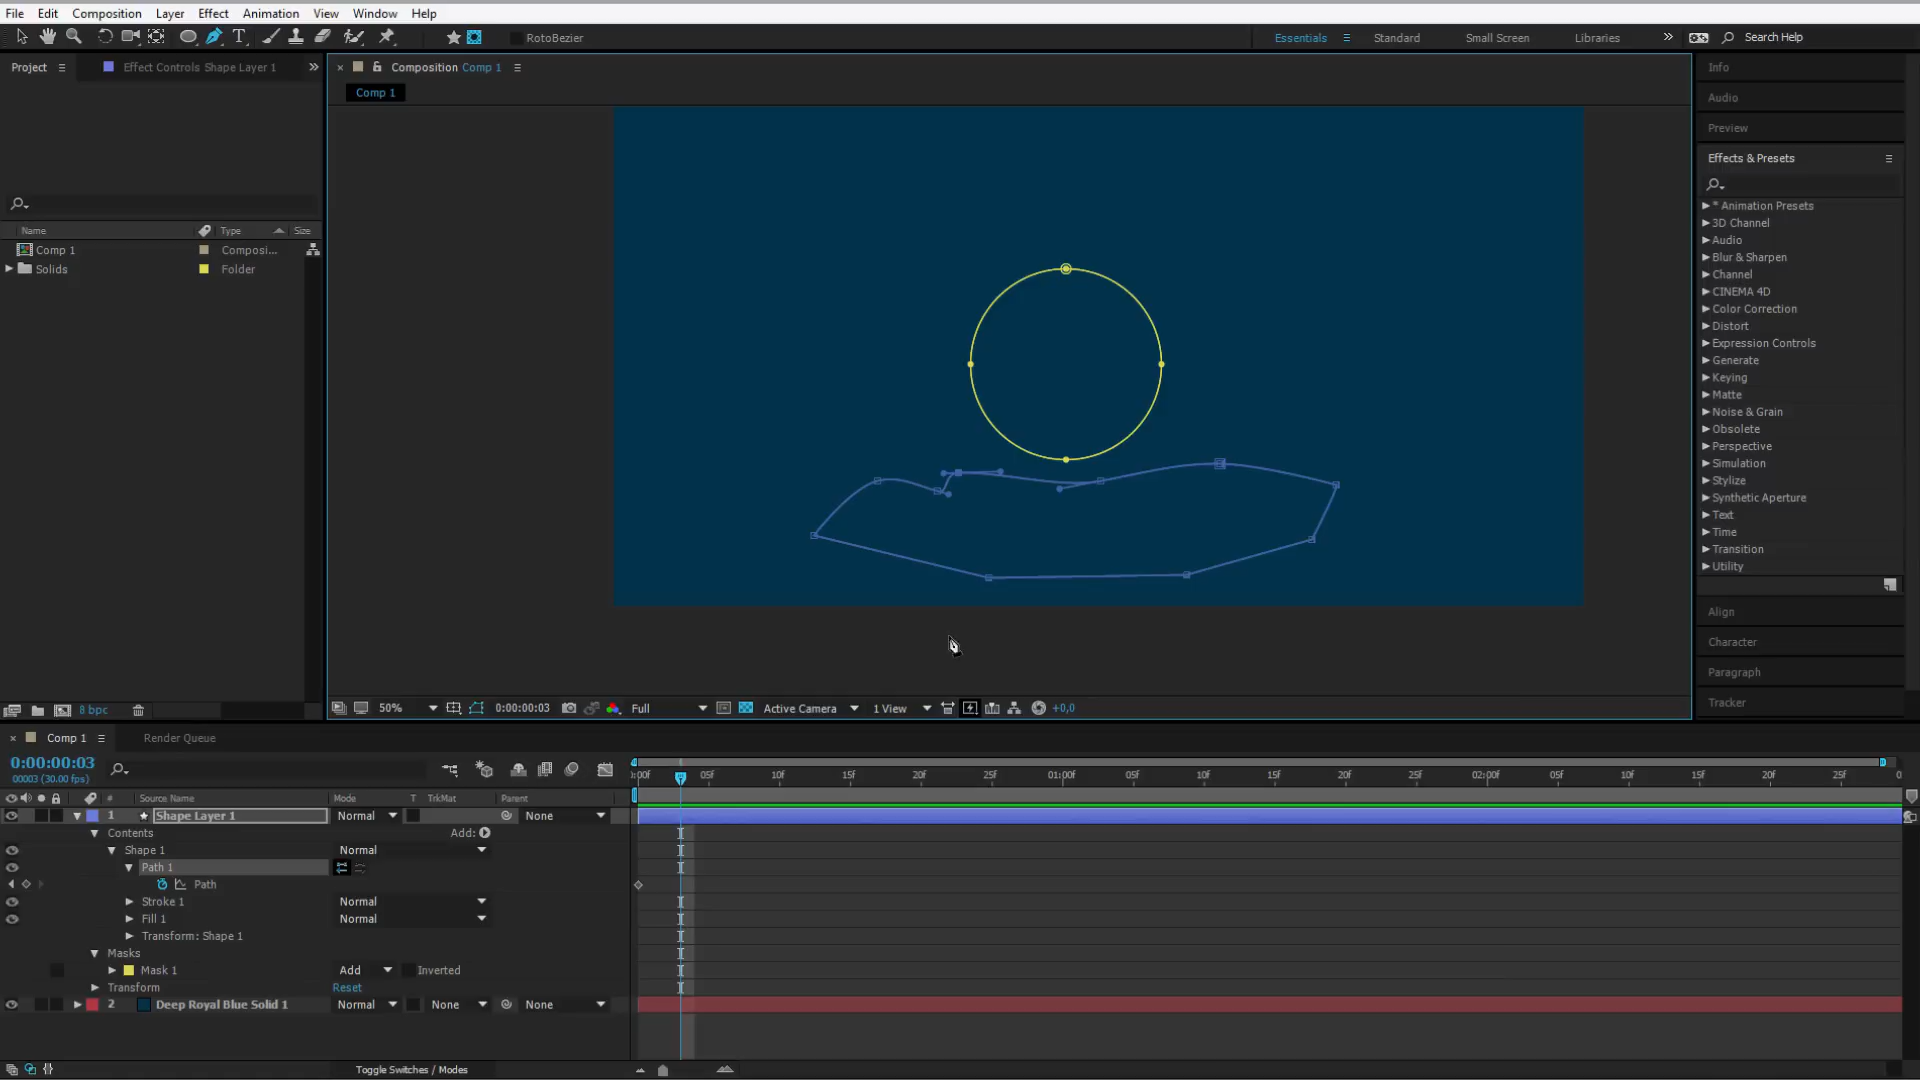 File Edit Composition Layer Effect Animation View Window Help
RotoBezier
Essentials Standard Small Screen Libraries Search Help
Project Effect Controls Shape Layer 1
Composition Comp 1
Comp 1
Name Type Size
Comp 1 Composi...
Solids Folder
8 bpc
50% 0:00:00:03 Full Active Camera 1 View +0,0
Info
Audio
Preview
Effects & Presets
* Animation Presets
3D Channel
Audio
Blur & Sharpen
Channel
CINEMA 4D
Color Correction
Distort
Expression Controls
Generate
Keying
Matte
Noise & Grain
Obsolete
Perspective
Simulation
Stylize
Synthetic Aperture
Text
Time
Transition
Utility
Align
Character
Paragraph
Tracker
Comp 1 Render Queue
0:00:00:03
00003 (30.00 fps)
:00f 05f 10f 15f 20f 25f 01:00f 05f 10f 15f 20f 25f 02:00f 05f 10f 15f 20f 25f 0
# Source Name Mode T TrkMat Parent
1 Shape Layer 1 Normal None
Contents Add:
Shape 1 Normal
Path 1
Path
Stroke 1 Normal
Fill 1 Normal
Transform: Shape 1
Masks
Mask 1 Add Inverted
Transform Reset
2 Deep Royal Blue Solid 1 Normal None None
Toggle Switches / Modes